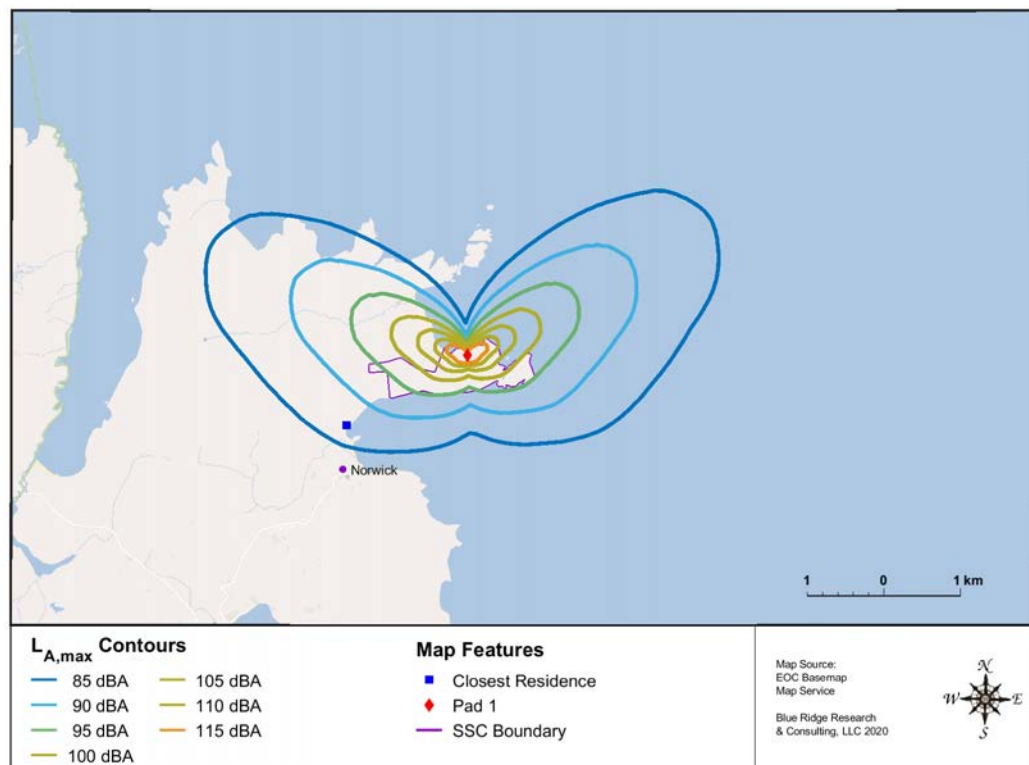 Norwick
1 0 1 km
L A,max Contours
85 dBA
90 dBA
95 dBA
100 dBA
105 dBA
110 dBA
115 dBA
Map Features
Closest Residence
Pad 1
SSC Boundary
Map Source:
EOC Basemap
Map Service
Blue Ridge Research
& Consulting, LLC 2020
N
W E
S